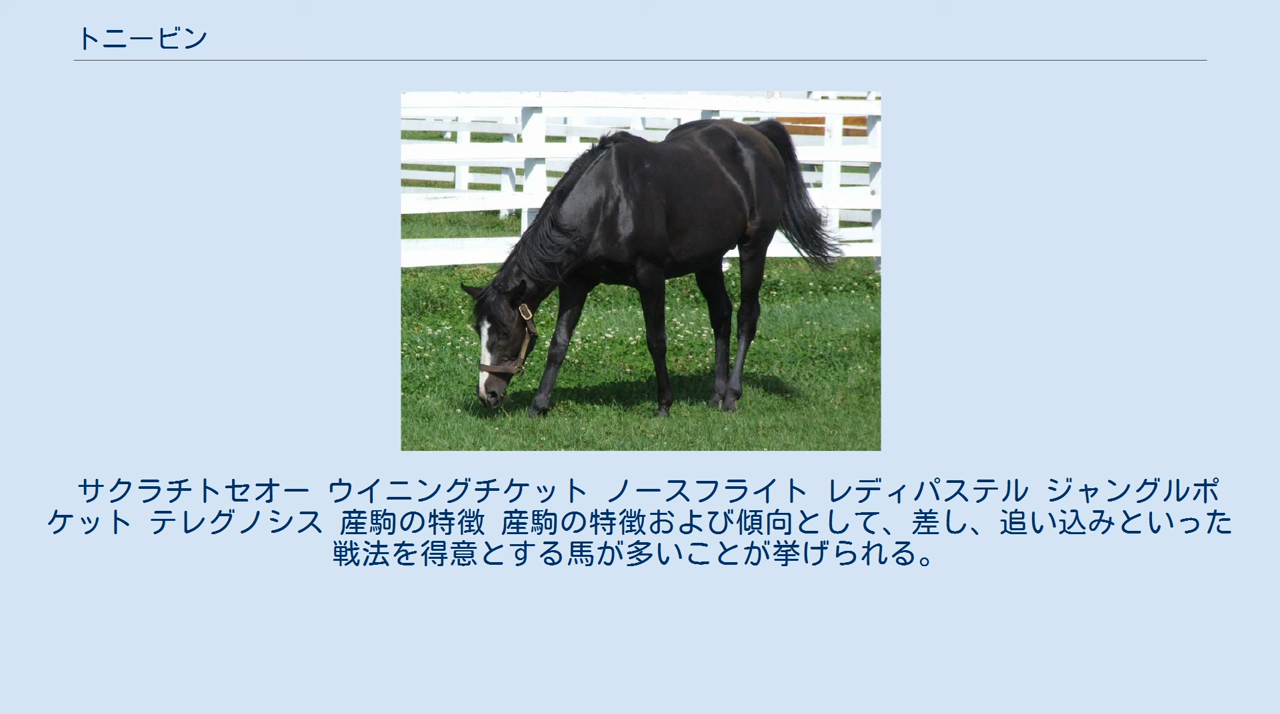 トニービン
サクラチトセオー ウイニングチケット ノースフライト レディパステル ジャングルポ
ケット テレグノシス 産駒の特徴 産駒の特徴および傾向として、差し、追い込みといった
戦法を得意とする馬が多いことが挙げられる。